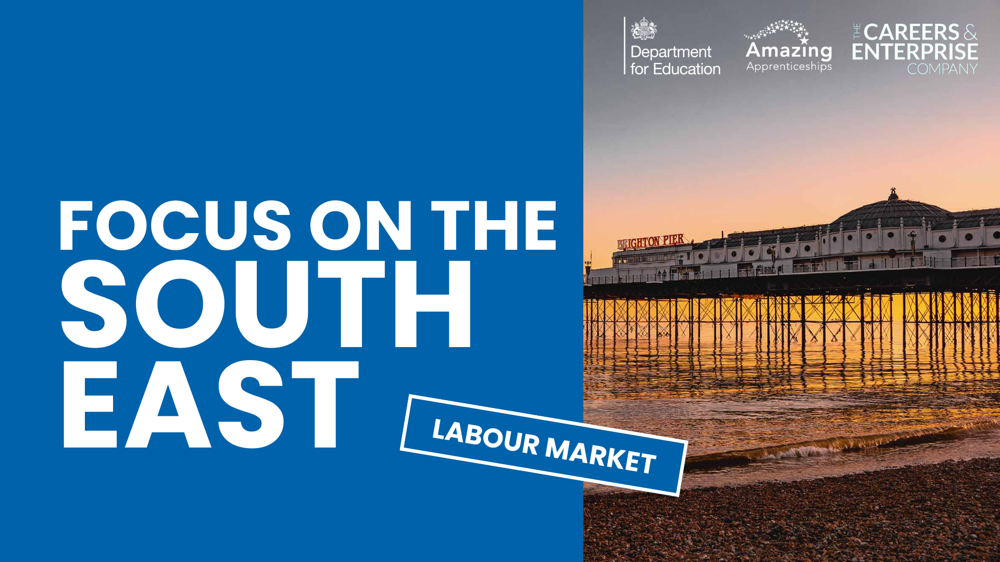 Department
for Education
Amazing
Apprenticeships
THE
CAREERS &
ENTERPRISE
COMPANY
FOCUS ON THE
SOUTH
EAST
BRIGHTON PIER
LABOUR MARKET